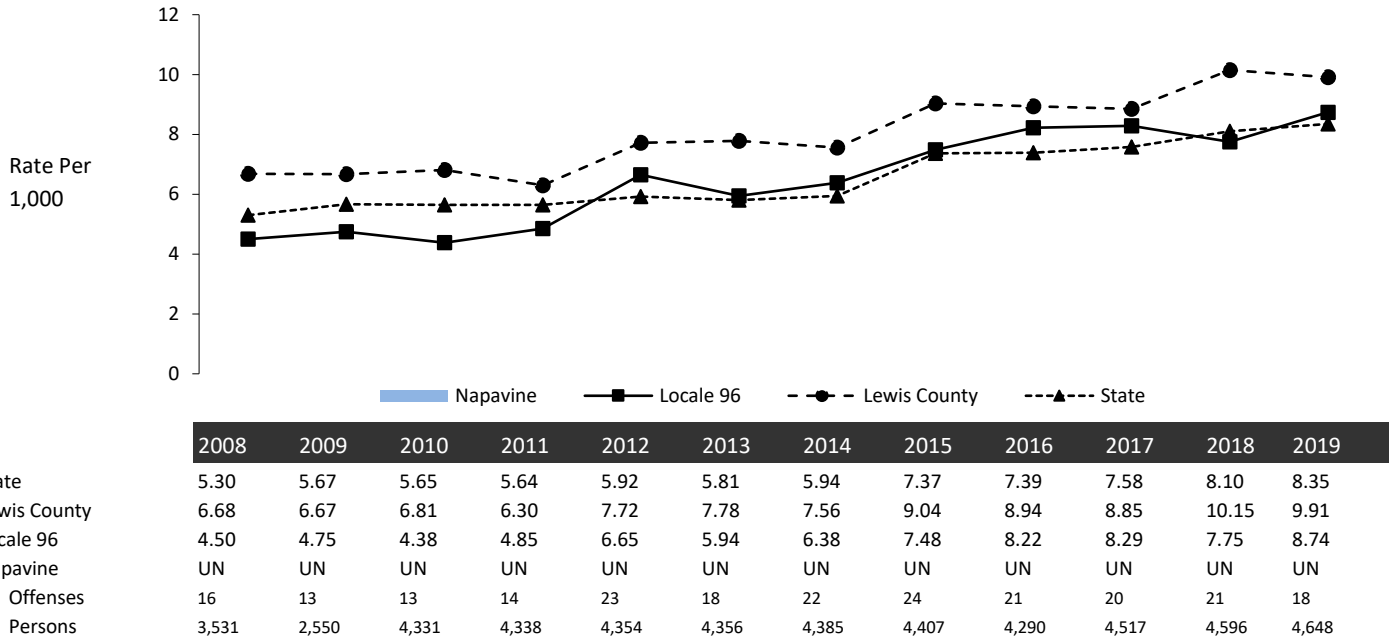 12
10
8
6
4
2
0
Rate Per
1,000
Napavine Locale 96 Lewis County State
2008 2009 2010 2011 2012 2013 2014 2015 2016 2017 2018 2019
ate 5.30 5.67 5.65 5.64 5.92 5.81 5.94 7.37 7.39 7.58 8.10 8.35
wis County 6.68 6.67 6.81 6.30 7.72 7.78 7.56 9.04 8.94 8.85 10.15 9.91
cale 96 4.50 4.75 4.38 4.85 6.65 5.94 6.38 7.48 8.22 8.29 7.75 8.74
pavine UN UN UN UN UN UN UN UN UN UN UN UN
Offenses 16 13 13 14 23 18 22 24 21 20 21 18
Persons 3,531 2,550 4,331 4,338 4,354 4,356 4,385 4,407 4,290 4,517 4,596 4,648